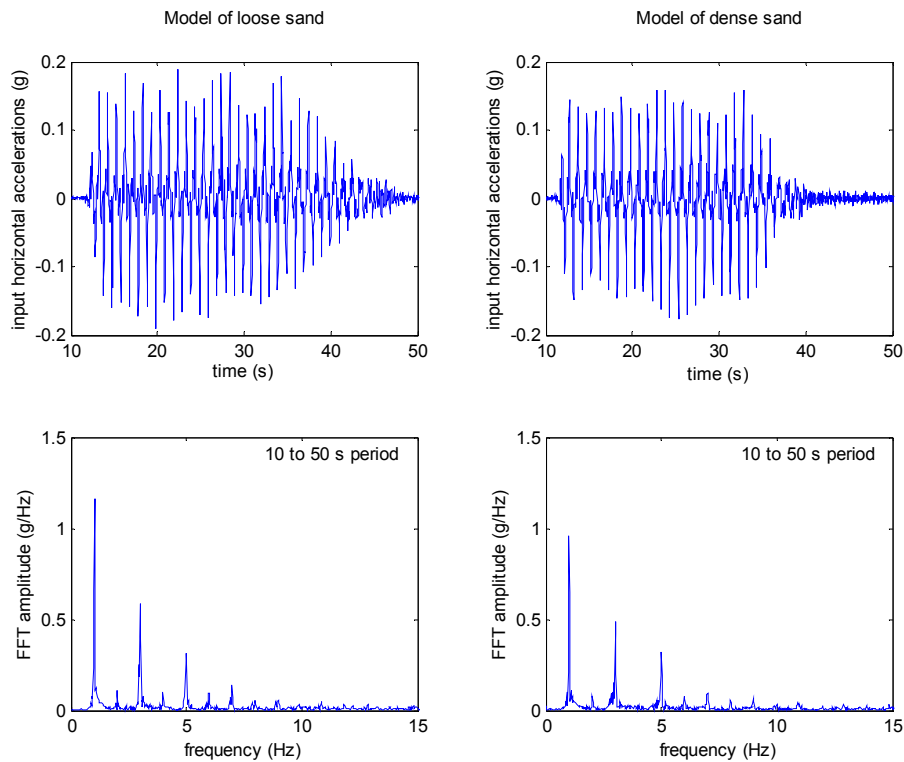 Model of loose sand
Model of dense sand
0.2
0.1
0
-0.1
-0.2
input horizontal accelerations (g)
10 20 30 40 50
time (s)
0.2
0.1
0
-0.1
-0.2
input horizontal accelerations (g)
10 20 30 40 50
time (s)
1.5
1
0.5
0
FFT amplitude (g/Hz)
10 to 50 s period
0 5 10 15
frequency (Hz)
1.5
1
0.5
0
FFT amplitude (g/Hz)
10 to 50 s period
0 5 10 15
frequency (Hz)